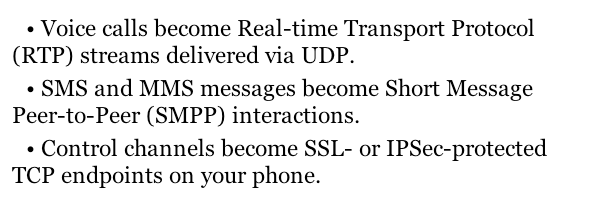 • Voice calls become Real-time Transport Protocol
(RTP) streams delivered via UDP.
• SMS and MMS messages become Short Message
Peer-to-Peer (SMPP) interactions.
• Control channels become SSL- or IPSec-protected
TCP endpoints on your phone.